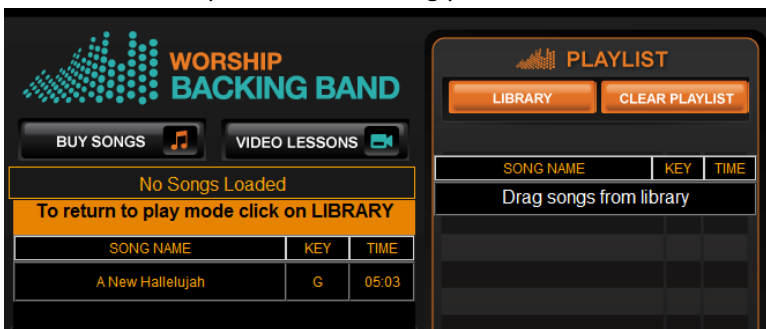 WORSHIP
BACKING BAND
BUY SONGS
VIDEO LESSONS
No Songs Loaded
To return to play mode click on LIBRARY
SONG NAME KEY TIME
A New Hallelujah G 05:03
PLAYLIST
LIBRARY CLEAR PLAYLIST
SONG NAME KEY TIME
Drag songs from library